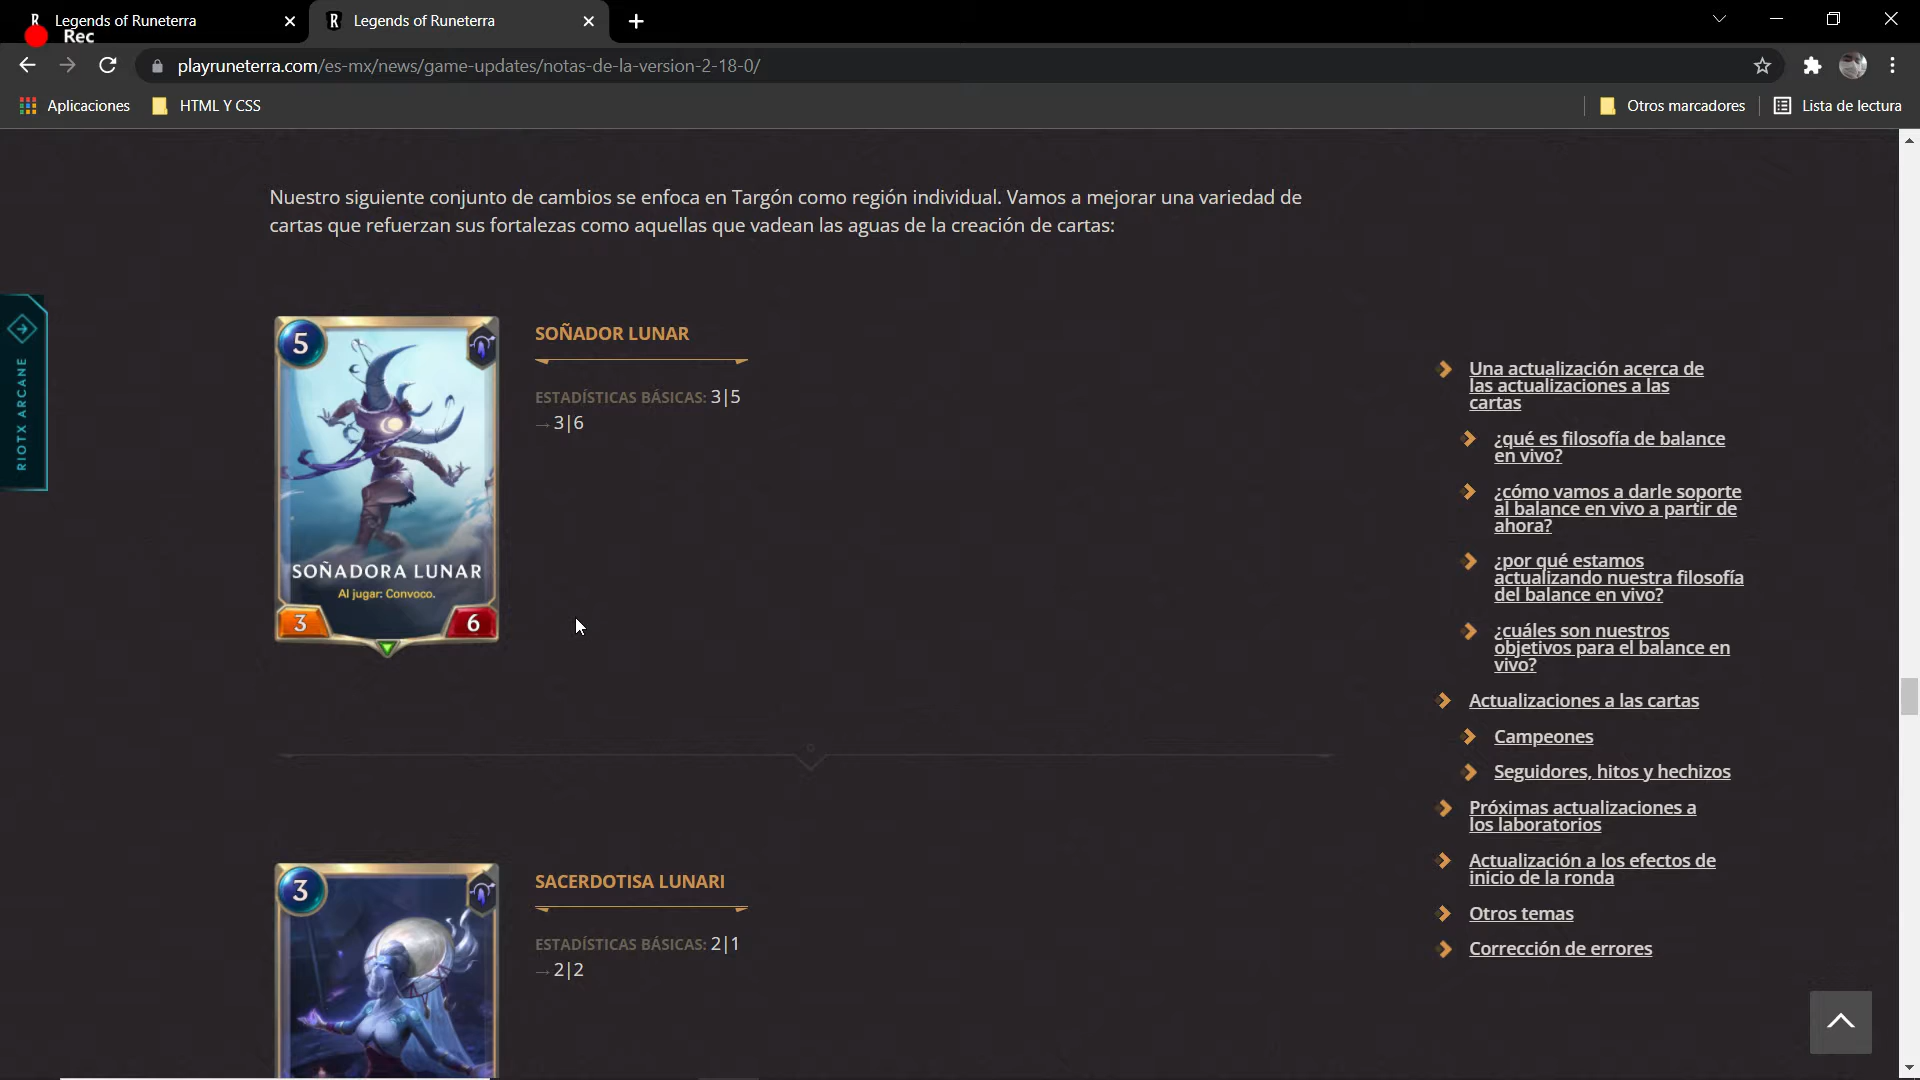 Legends of Runeterra
Legends of Runeterra
Rec
playruneterra.com/es-mx/news/game-updates/notas-de-la-version-2-18-0/
Aplicaciones
HTML Y CSS
Otros marcadores
Lista de lectura
Nuestro siguiente conjunto de cambios se enfoca en Targón como región individual. Vamos a mejorar una variedad de
cartas que refuerzan sus fortalezas como aquellas que vadean las aguas de la creación de cartas:
RIOTX ARCANE
5
SOÑADORA LUNAR
Al jugar: Convoco.
3
6
SOÑADOR LUNAR
ESTADÍSTICAS BÁSICAS: 3|5
→3|6
3
SACERDOTISA LUNARI
ESTADÍSTICAS BÁSICAS: 2|1
→2|2
Una actualización acerca de
las actualizaciones a las
cartas
¿qué es filosofía de balance
en vivo?
¿cómo vamos a darle soporte
al balance en vivo a partir de
ahora?
¿por qué estamos
actualizando nuestra filosofía
del balance en vivo?
¿cuáles son nuestros
objetivos para el balance en
vivo?
Actualizaciones a las cartas
Campeones
Seguidores, hitos y hechizos
Próximas actualizaciones a
los laboratorios
Actualización a los efectos de
inicio de la ronda
Otros temas
Corrección de errores